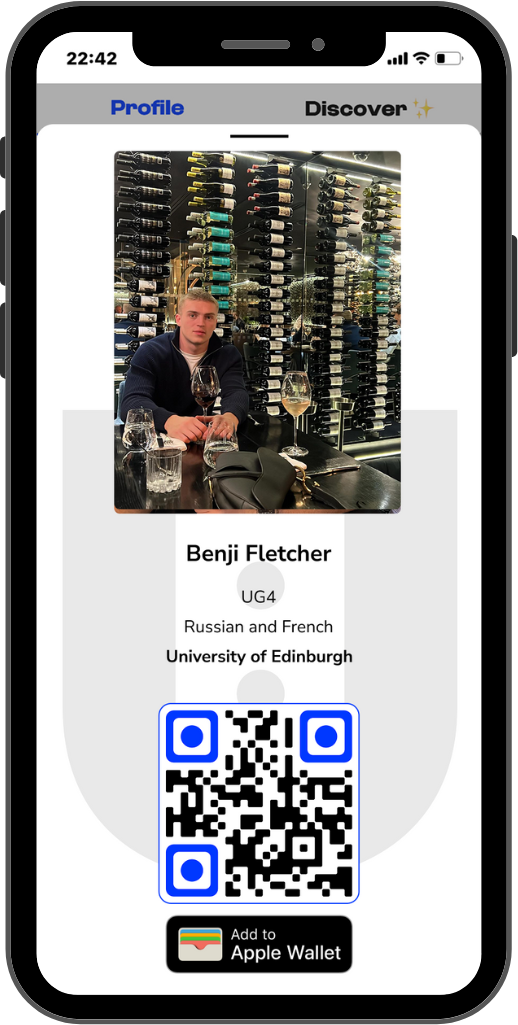 22:42
Profile
Discover ✨
Benji Fletcher
UG4
Russian and French
University of Edinburgh
Add to
Apple Wallet